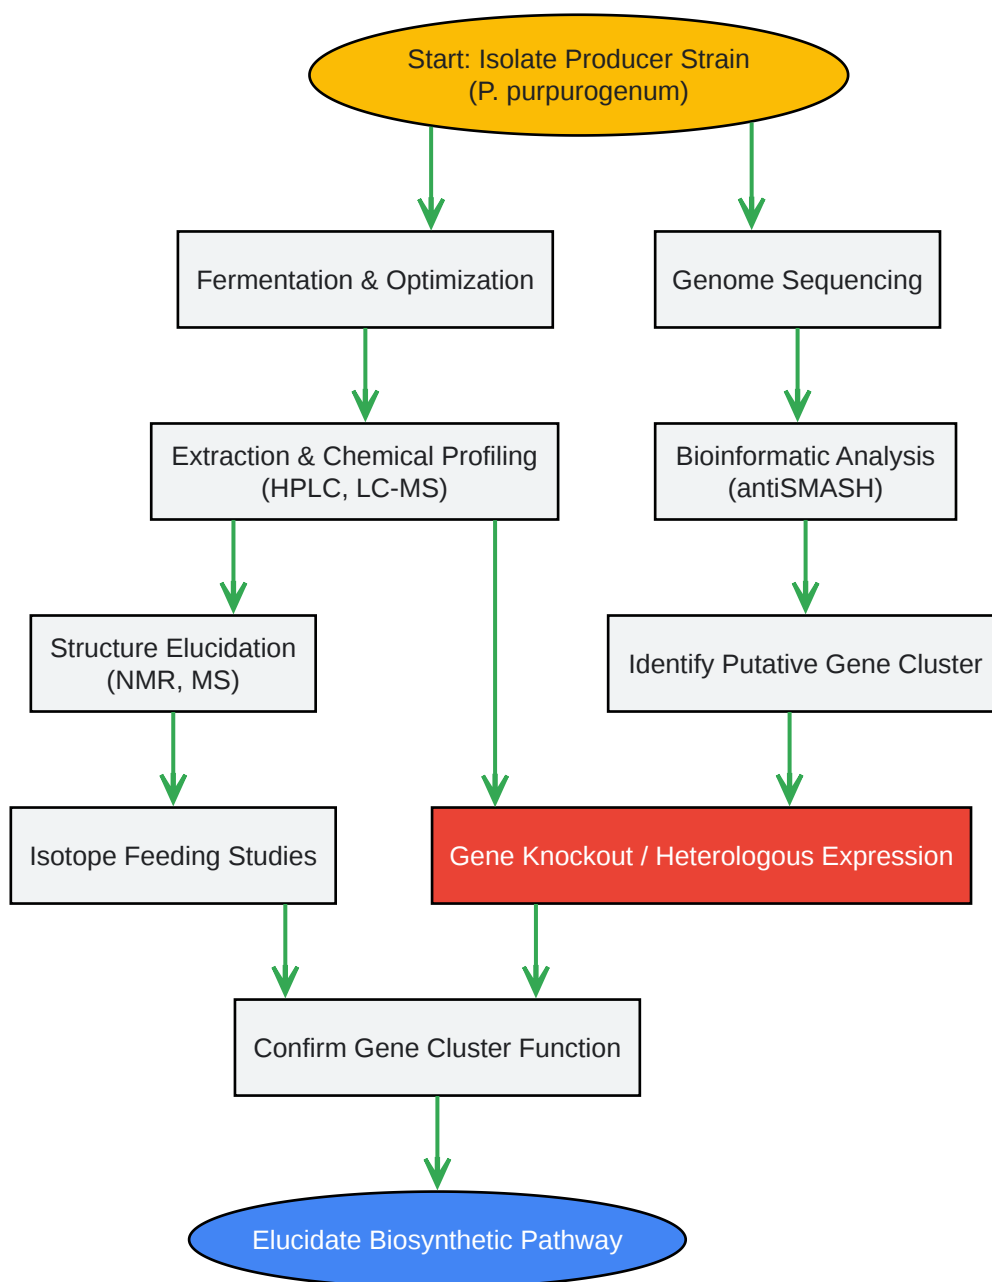 Start: Isolate Producer Strain
(P. purpurogenum)
Fermentation & Optimization
Genome Sequencing
Extraction & Chemical Profiling
(HPLC, LC-MS)
Bioinformatic Analysis
(antiSMASH)
Structure Elucidation
(NMR, MS)
Identify Putative Gene Cluster
Isotope Feeding Studies
Gene Knockout / Heterologous Expression
Confirm Gene Cluster Function
Elucidate Biosynthetic Pathway